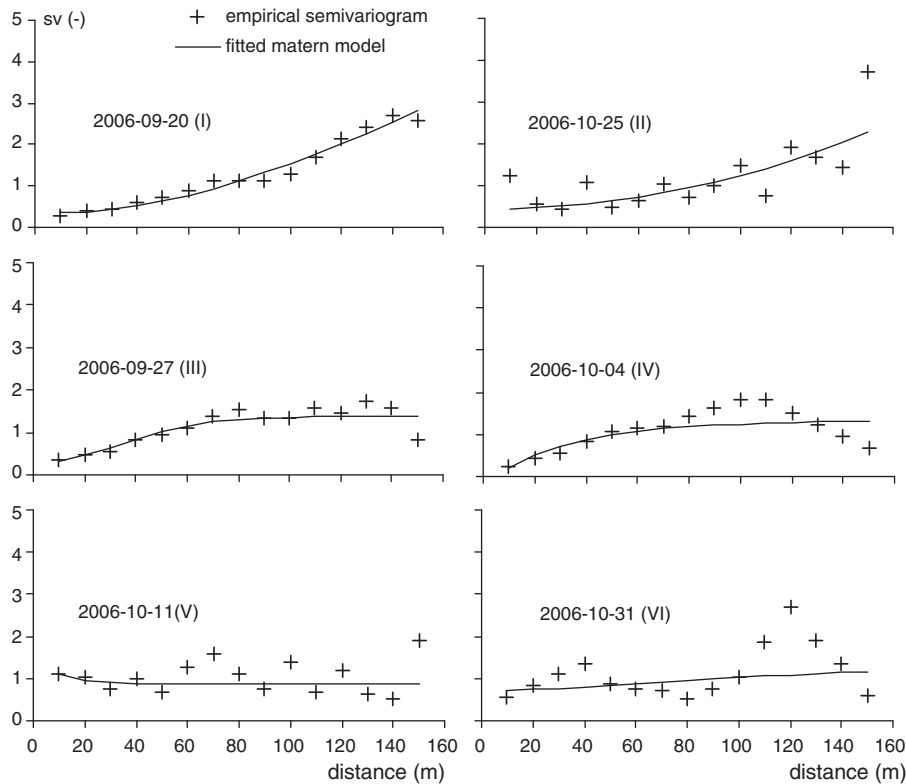 sv (-)
empirical semivariogram
fitted matern model
5
4
3
2
1
0
2006-09-20 (I)
2006-10-25 (II)
5
4
3
2
1
0
2006-09-27 (III)
2006-10-04 (IV)
5
4
3
2
1
0
2006-10-11(V)
2006-10-31 (VI)
0 20 40 60 80 100 120 140 160
0 20 40 60 80 100 120 140 160
distance (m)
distance (m)